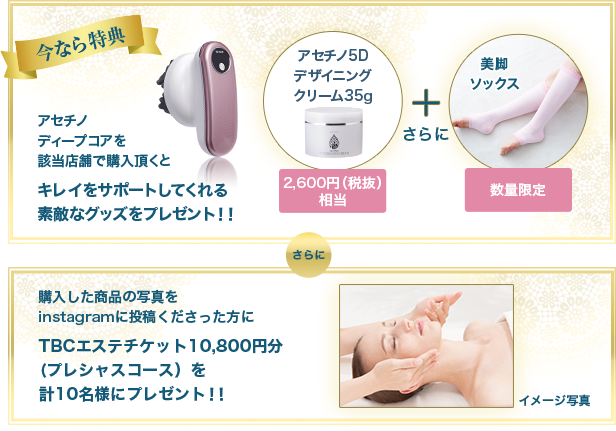 今なら特典
アセチノ
ディープコアを
該当店舗で購入頂くと
キレイをサポートしてくれる
素敵なグッズをプレゼント!!
アセチノ5D
デザイニング
クリーム35g
2,600円(税抜)
相当
さらに
美脚
ソックス
数量限定
さらに
購入した商品の写真を
instagramに投稿くださった方に
TBCエステチケット10,800円分
(プレシャスコース)を
計10名様にプレゼント!!
イメージ写真